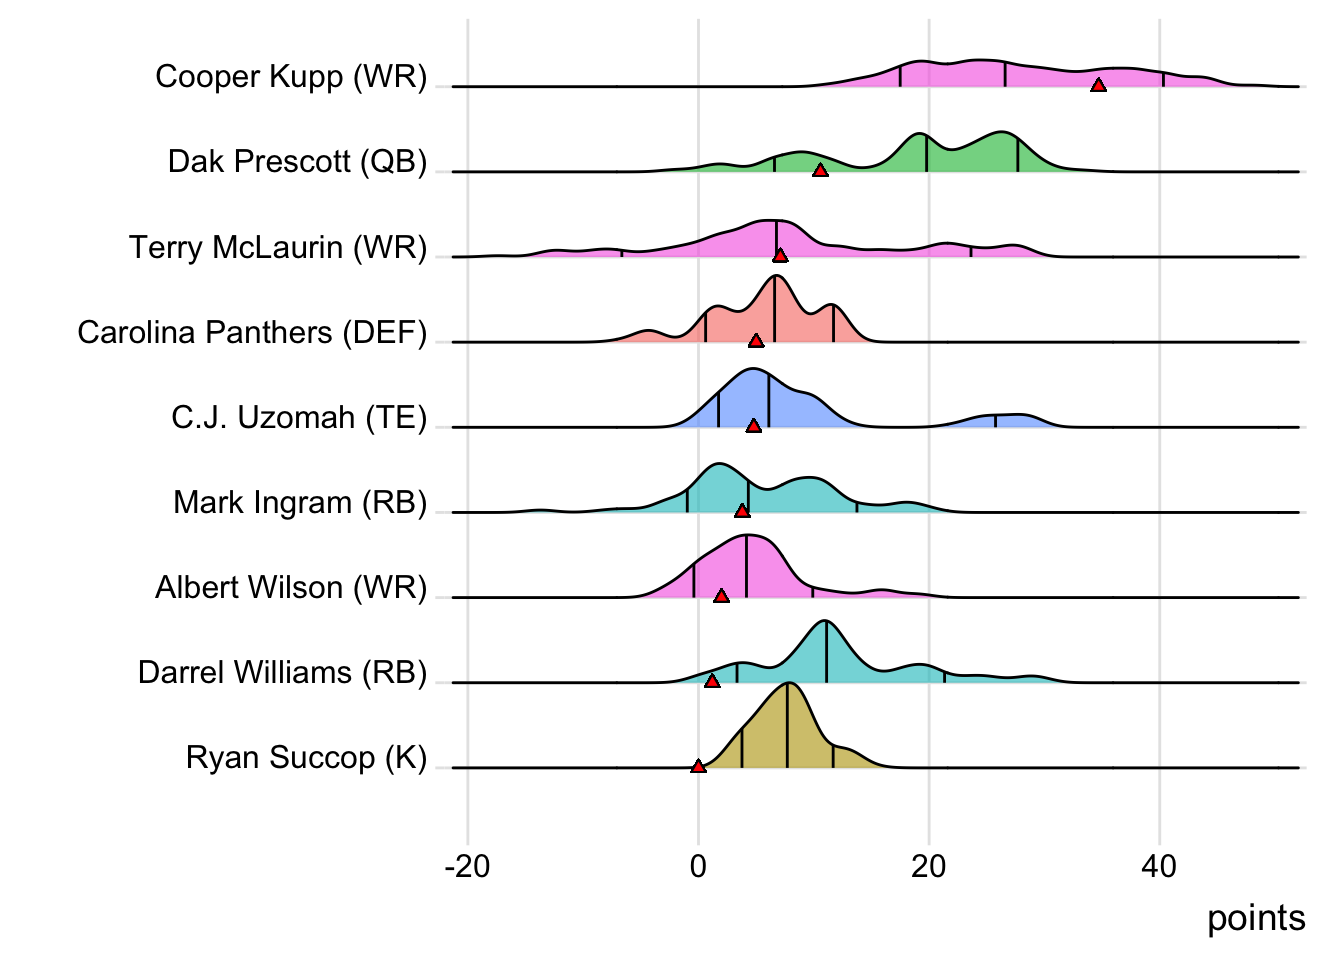 Cooper Kupp (WR)
Dak Prescott (QB)
Terry McLaurin (WR)
Carolina Panthers (DEF)
C.J. Uzomah (TE)
Mark Ingram (RB)
Albert Wilson (WR)
Darrel Williams (RB)
Ryan Succop (K)
-20 0 20 40
points